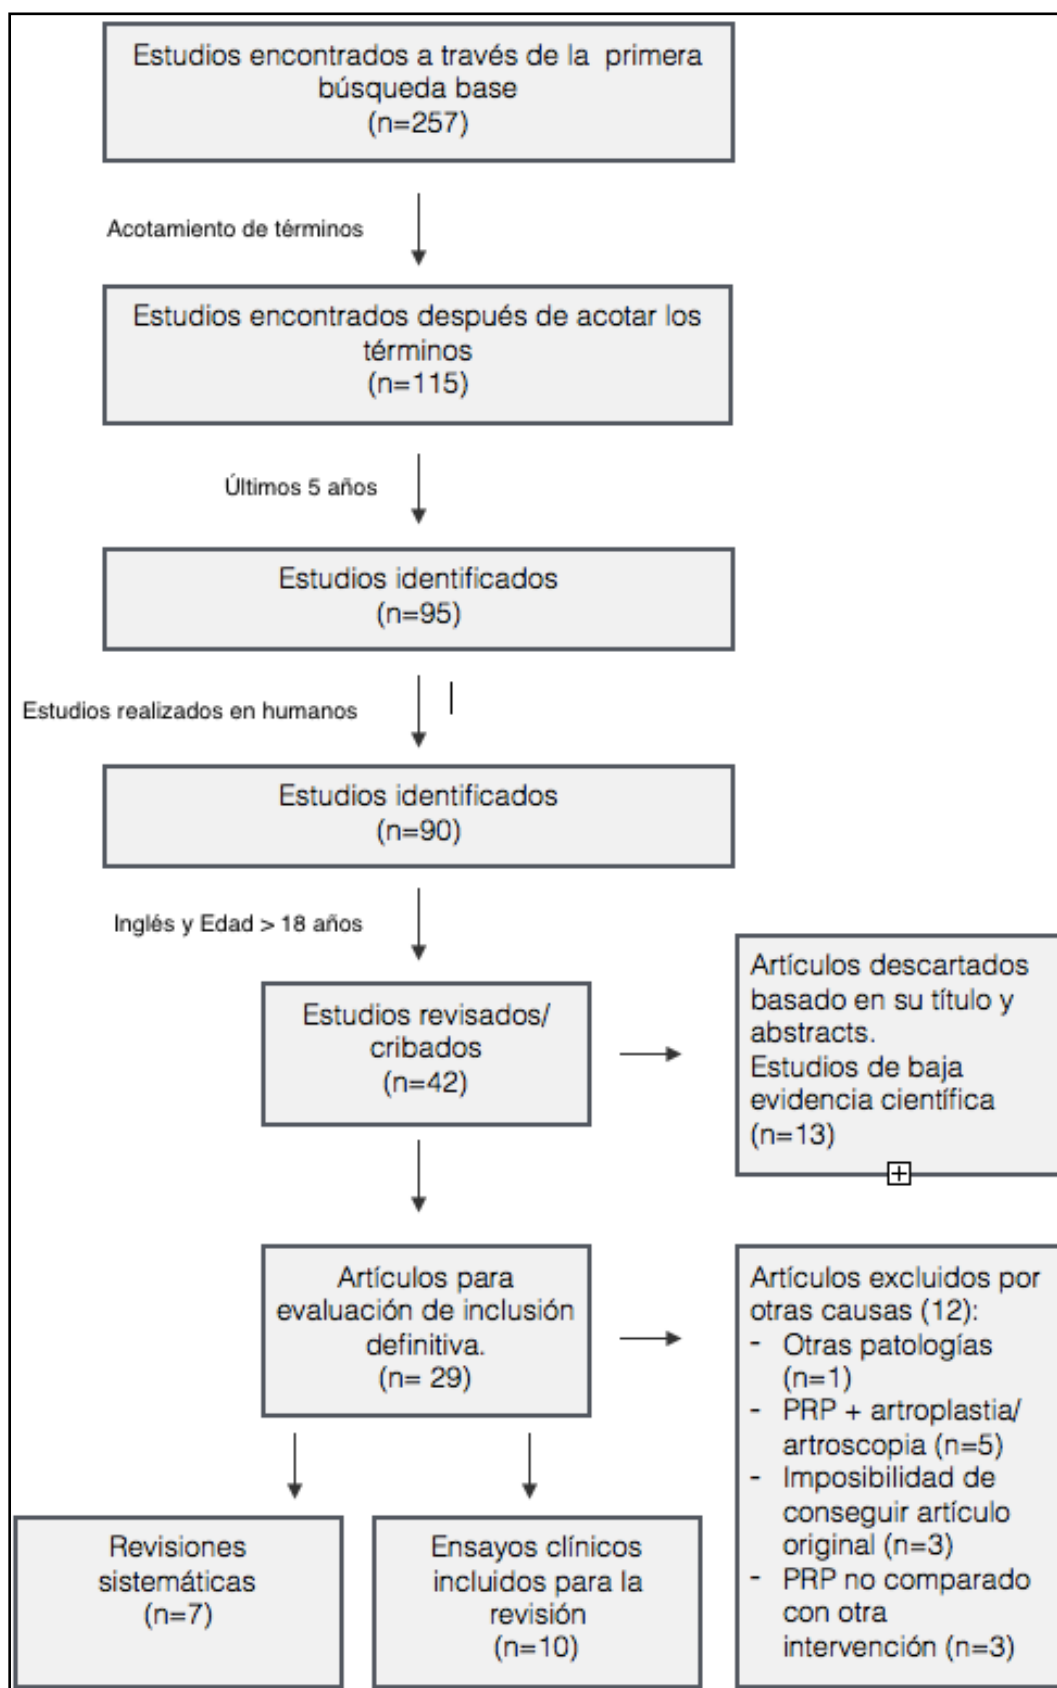 Estudios encontrados a través de la primera
búsqueda base
(n=257)
Acotamiento de términos
Estudios encontrados después de acotar los
términos
(n=115)
Últimos 5 años
Estudios identificados
(n=95)
Estudios realizados en humanos
Estudios identificados
(n=90)
Inglés y Edad > 18 años
Estudios revisados/
cribados
(n=42)
Artículos descartados
basado en su título y
abstracts.
Estudios de baja
evidencia científica
(n=13)
Artículos para
evaluación de inclusión
definitiva.
(n= 29)
Artículos excluidos por
otras causas (12):
- Otras patologías
(n=1)
- PRP + artroplastia/
artroscopia (n=5)
- Imposibilidad de
conseguir artículo
original (n=3)
- PRP no comparado
con otra
intervención (n=3)
Revisiones
sistemáticas
(n=7)
Ensayos clínicos
incluidos para la
revisión
(n=10)